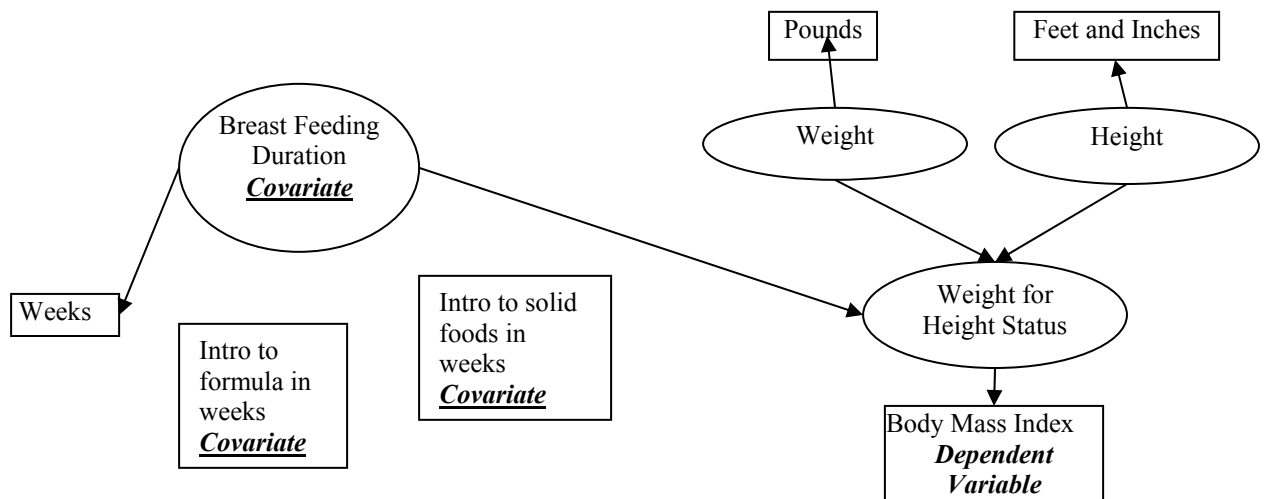 Pounds
Feet and Inches
Breast Feeding
Duration
Covariate
Weight
Height
Weeks
Intro to
formula in
weeks
Covariate
Intro to solid
foods in
weeks
Covariate
Weight for
Height Status
Body Mass Index
Dependent
Variable